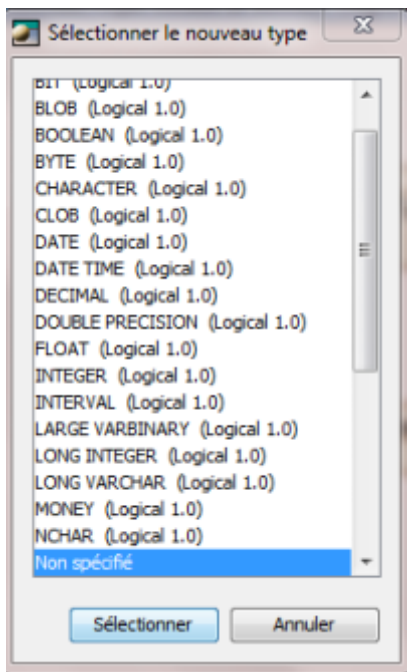 Sélectionner le nouveau type
BIT (Logical 1.0)
BLOB (Logical 1.0)
BOOLEAN (Logical 1.0)
BYTE (Logical 1.0)
CHARACTER (Logical 1.0)
CLOB (Logical 1.0)
DATE (Logical 1.0)
DATE TIME (Logical 1.0)
DECIMAL (Logical 1.0)
DOUBLE PRECISION (Logical 1.0)
FLOAT (Logical 1.0)
INTEGER (Logical 1.0)
INTERVAL (Logical 1.0)
LARGE VARBINARY (Logical 1.0)
LONG INTEGER (Logical 1.0)
LONG VARCHAR (Logical 1.0)
MONEY (Logical 1.0)
NCHAR (Logical 1.0)
Non spécifié
Sélectionner Annuler